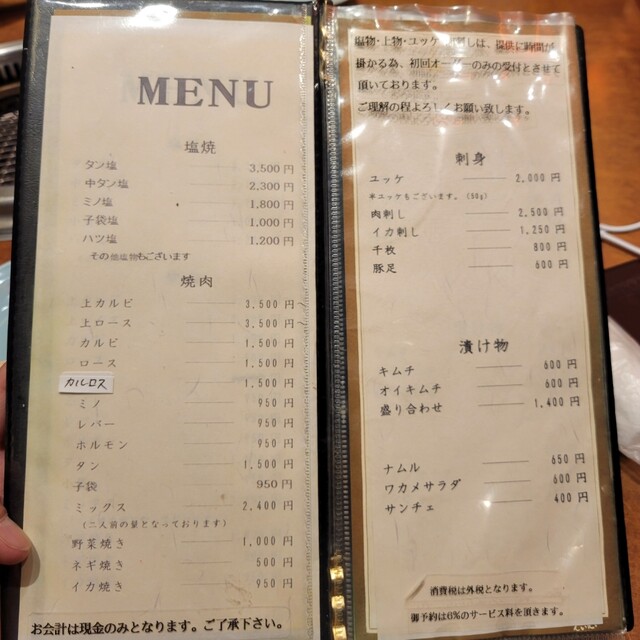 MENU
塩焼
タン塩 3,500円
中タン塩 2,300円
ミノ塩 1,800円
子袋塩 1,000円
ハツ塩 1,200円
その他塩物もございます
焼肉
上カルビ 3,500円
上ロース 3,500円
カルビ 1,500円
ロース 1,500円
カルロス 1,500円
ミノ 950円
レバー 950円
ホルモン 950円
タン 1,500円
子袋 950円
ミックス 2,400円
(二人前の量となっております)
野菜焼き 1,000円
ネギ焼き 500円
イカ焼き 950円
お会計は現金のみとなります。ご了承下さい。
塩物・上物・ユッケ 刺しは、提供に時間が
掛かる為、初回オーダーのみの受付とさせて
頂いております。
ご理解の程よろしくお願い致します。
刺身
ユッケ 2,000円
半ユッケもございます。(50g)
肉刺し 2,500円
イカ刺し 1,250円
千枚 800円
豚足 600円
漬け物
キムチ 600円
オイキムチ 600円
盛り合わせ 1,400円
ナムル 650円
ワカメサラダ 600円
サンチェ 400円
消費税は外税となります。
御予約は6%のサービス料を頂きます。